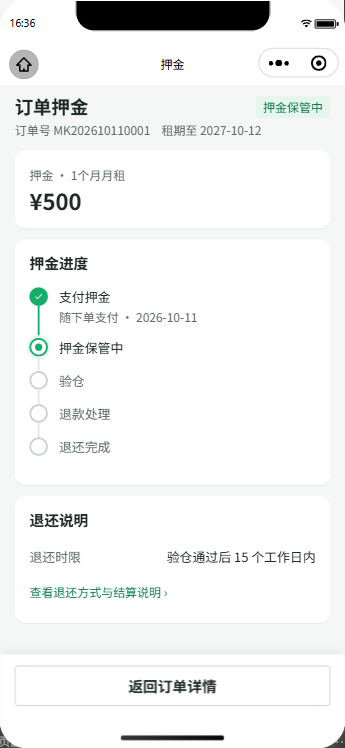 16:36
押金
订单押金
押金保管中
订单号 MK202610110001 租期至 2027-10-12
押金 · 1个月月租
¥500
押金进度
支付押金
随下单支付 · 2026-10-11
押金保管中
验仓
退款处理
退还完成
退还说明
退还时限 验仓通过后 15 个工作日内
查看退还方式与结算说明 ›
返回订单详情